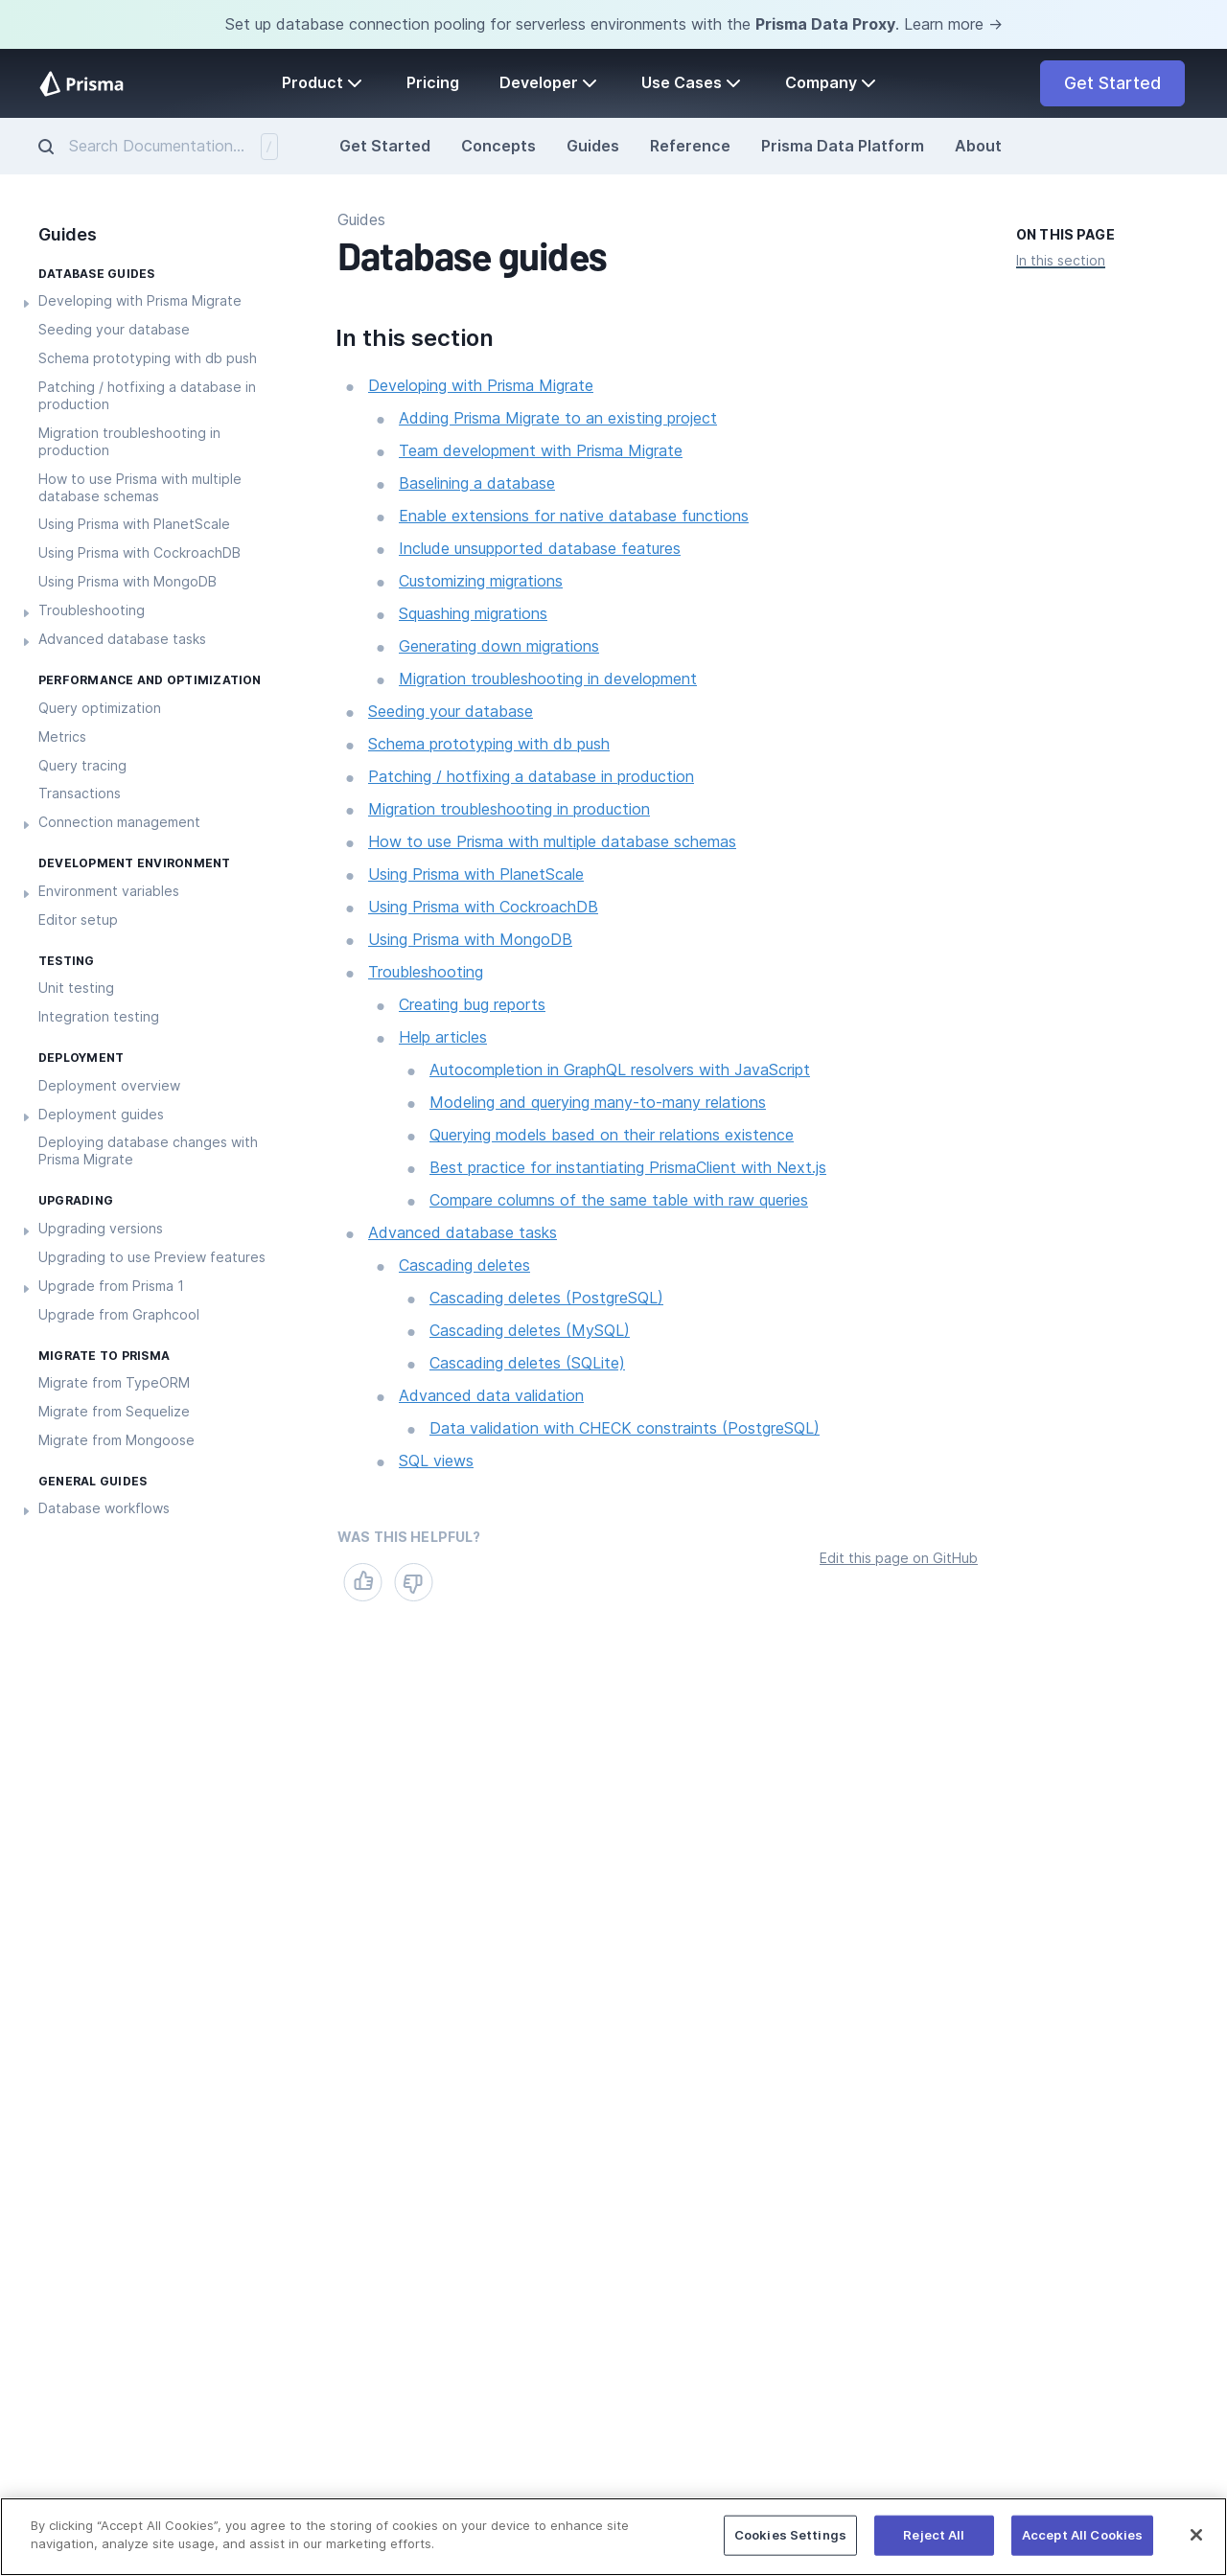 Set up database connection pooling for serverless environments with the Prisma Data Proxy. Learn more →
Prisma
Product
Pricing
Developer
Use Cases
Company
Get Started
Search Documentation...
/
Get Started
Concepts
Guides
Reference
Prisma Data Platform
About
Guides
DATABASE GUIDES
Developing with Prisma Migrate
Seeding your database
Schema prototyping with db push
Patching / hotfixing a database in
production
Migration troubleshooting in
production
How to use Prisma with multiple
database schemas
Using Prisma with PlanetScale
Using Prisma with CockroachDB
Using Prisma with MongoDB
Troubleshooting
Advanced database tasks
PERFORMANCE AND OPTIMIZATION
Query optimization
Metrics
Query tracing
Transactions
Connection management
DEVELOPMENT ENVIRONMENT
Environment variables
Editor setup
TESTING
Unit testing
Integration testing
DEPLOYMENT
Deployment overview
Deployment guides
Deploying database changes with
Prisma Migrate
UPGRADING
Upgrading versions
Upgrading to use Preview features
Upgrade from Prisma 1
Upgrade from Graphcool
MIGRATE TO PRISMA
Migrate from TypeORM
Migrate from Sequelize
Migrate from Mongoose
GENERAL GUIDES
Database workflows
Guides
Database guides
In this section
Developing with Prisma Migrate
Adding Prisma Migrate to an existing project
Team development with Prisma Migrate
Baselining a database
Enable extensions for native database functions
Include unsupported database features
Customizing migrations
Squashing migrations
Generating down migrations
Migration troubleshooting in development
Seeding your database
Schema prototyping with db push
Patching / hotfixing a database in production
Migration troubleshooting in production
How to use Prisma with multiple database schemas
Using Prisma with PlanetScale
Using Prisma with CockroachDB
Using Prisma with MongoDB
Troubleshooting
Creating bug reports
Help articles
Autocompletion in GraphQL resolvers with JavaScript
Modeling and querying many-to-many relations
Querying models based on their relations existence
Best practice for instantiating PrismaClient with Next.js
Compare columns of the same table with raw queries
Advanced database tasks
Cascading deletes
Cascading deletes (PostgreSQL)
Cascading deletes (MySQL)
Cascading deletes (SQLite)
Advanced data validation
Data validation with CHECK constraints (PostgreSQL)
SQL views
WAS THIS HELPFUL?
Edit this page on GitHub
ON THIS PAGE
In this section
By clicking “Accept All Cookies”, you agree to the storing of cookies on your device to enhance site
navigation, analyze site usage, and assist in our marketing efforts.
Cookies Settings
Reject All
Accept All Cookies